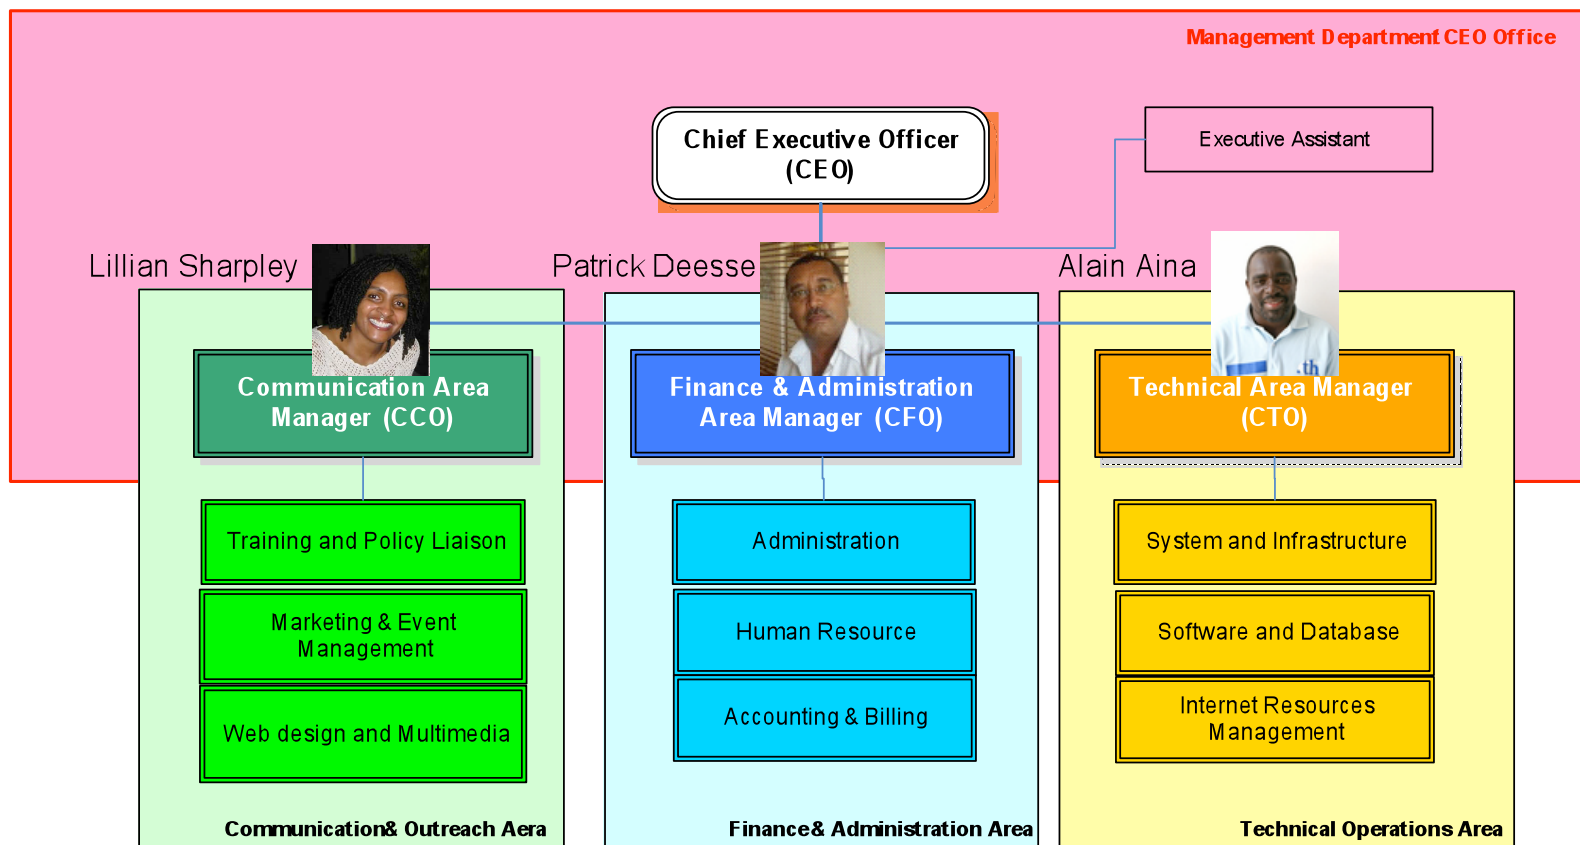 Management Department CEO Office
Chief Executive Officer
(CEO)
Executive Assistant
Lillian Sharpley
Patrick Deesse
Alain Aina
Communication Area
Manager (CCO)
Finance & Administration
Area Manager (CFO)
Technical Area Manager
(CTO)
.th
Training and Policy Liaison
Marketing & Event
Management
Web design and Multimedia
Administration
Human Resource
Accounting & Billing
System and Infrastructure
Software and Database
Internet Resources
Management
Communication& Outreach Aera
Finance & Administration Area
Technical Operations Area